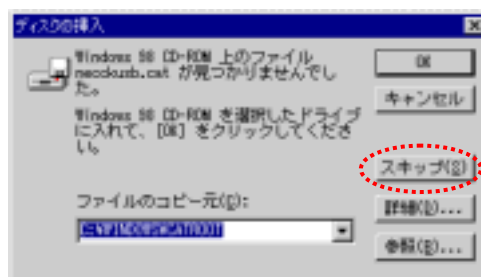 ディスクの挿入
Windows 98 CD-ROM 上のファイル
が見つかりませんでし
た。
Windows 98 CD-ROM を選択したドライブ
に入れて、[OK] をクリックしてくださ
い。
ファイルのコピー元(C):
OK
キャンセル
スキップ(S)
詳細(D)...
参照(B)...